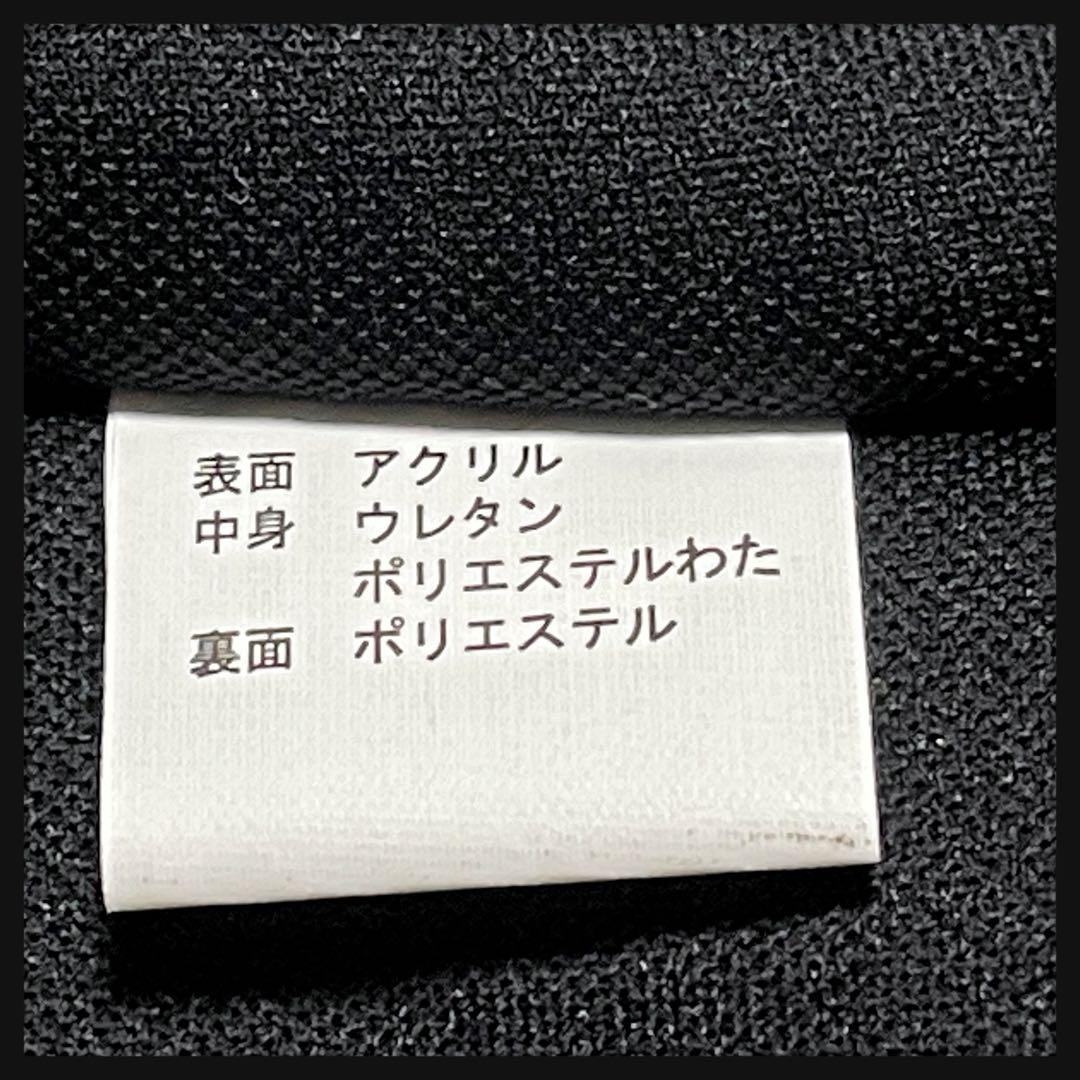 表面 アクリル
中身 ウレタン
ポリエステルわた
裏面 ポリエステル